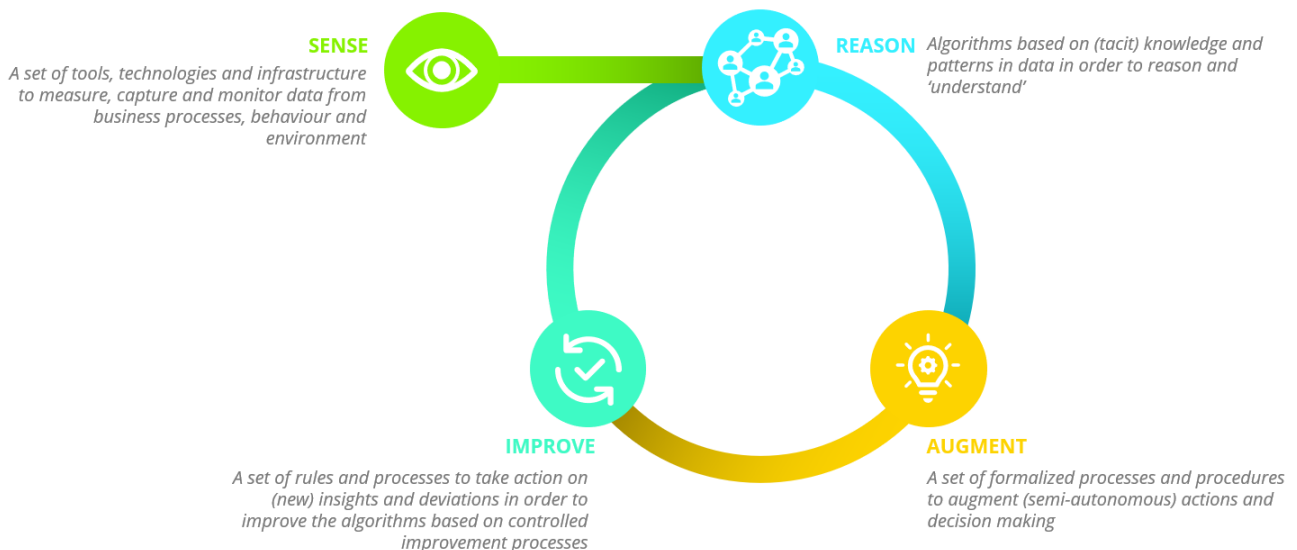 SENSE
A set of tools, technologies and infrastructure
to measure, capture and monitor data from
business processes, behaviour and
environment
REASON
Algorithms based on (tacit) knowledge and
patterns in data in order to reason and
‘understand’
IMPROVE
A set of rules and processes to take action on
(new) insights and deviations in order to
improve the algorithms based on controlled
improvement processes
AUGMENT
A set of formalized processes and procedures
to augment (semi-autonomous) actions and
decision making